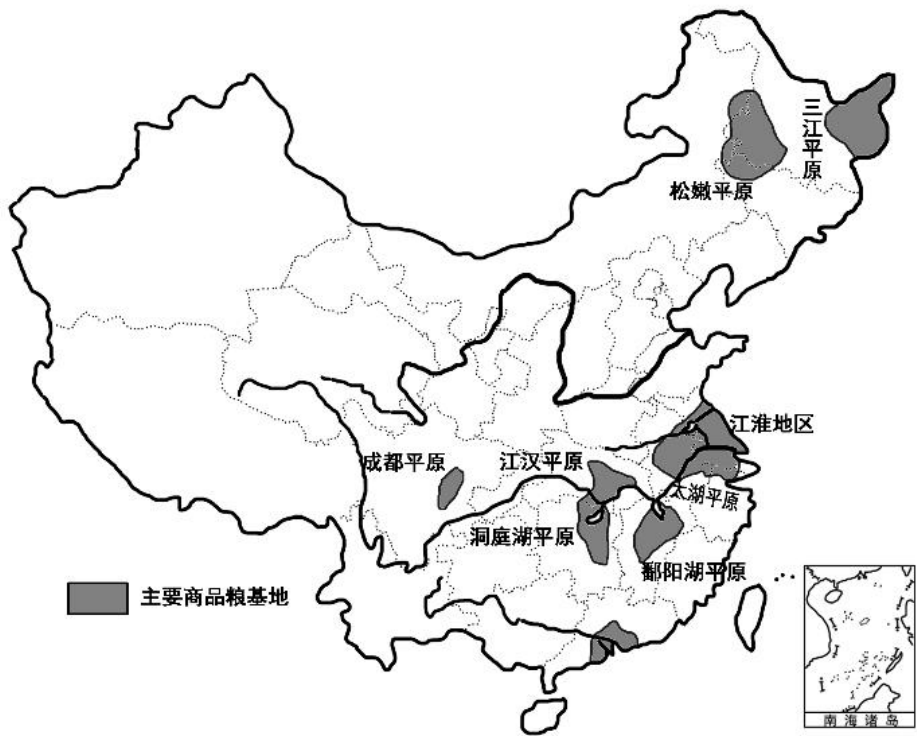 三江平原
松嫩平原
江淮地区
成都平原
江汉平原
太湖平原
洞庭湖平原
鄱阳湖平原
主要商品粮基地
南海诸岛